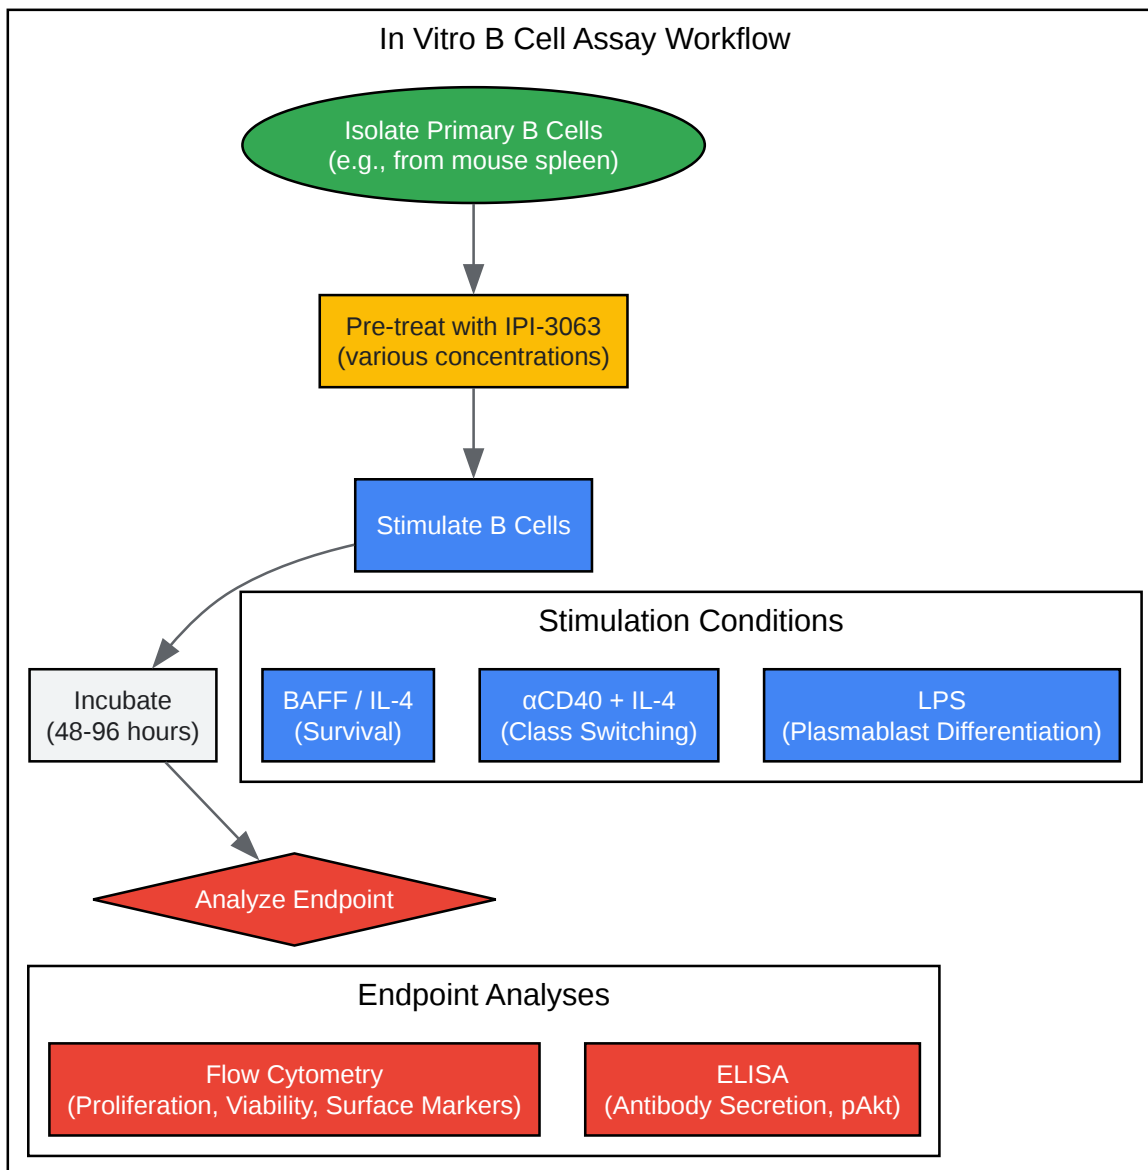 In Vitro B Cell Assay Workflow
Isolate Primary B Cells
(e.g., from mouse spleen)
Pre-treat with IPI-3063
(various concentrations)
Stimulate B Cells
Stimulation Conditions
Incubate
(48-96 hours)
BAFF / IL-4
(Survival)
αCD40 + IL-4
(Class Switching)
LPS
(Plasmablast Differentiation)
Analyze Endpoint
Endpoint Analyses
Flow Cytometry
(Proliferation, Viability, Surface Markers)
ELISA
(Antibody Secretion, pAkt)